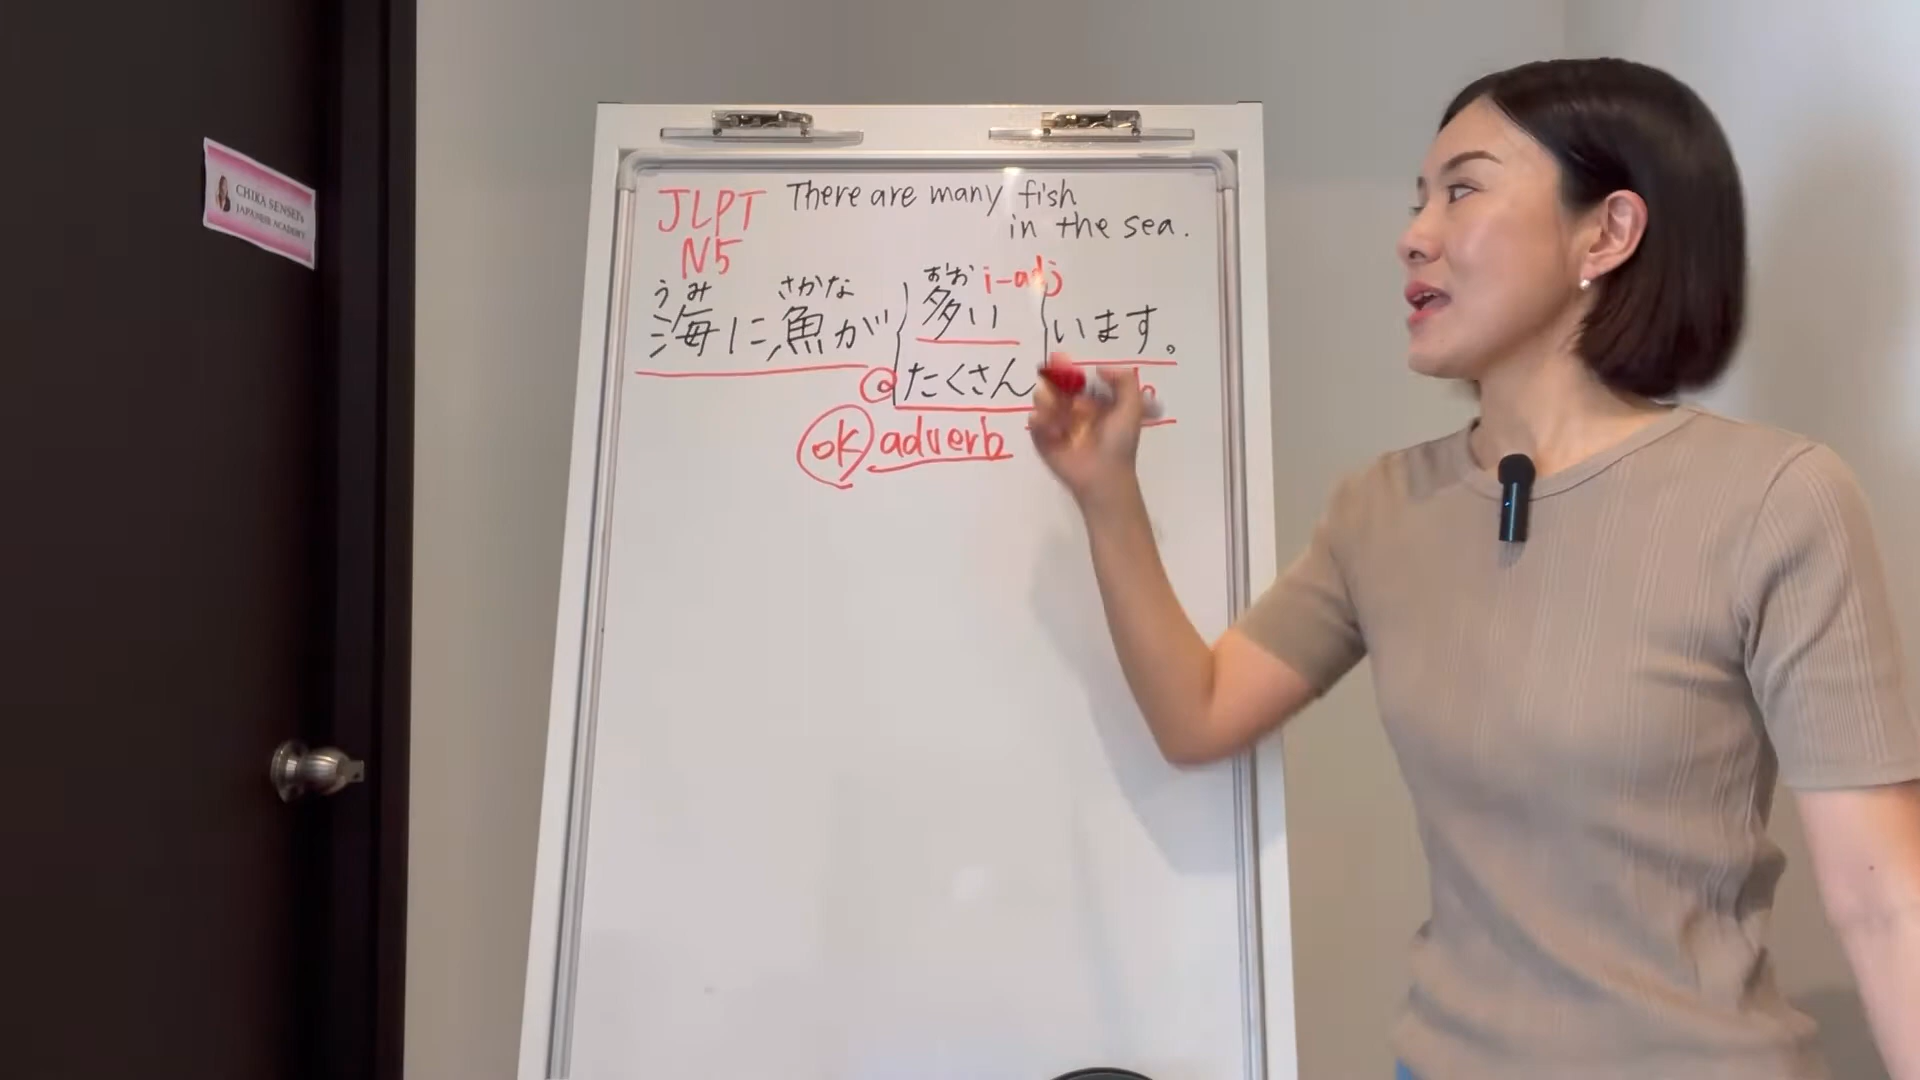 CHIKA SENSEI's
JAPANESE ACADEMY
JLPT
N5
There are many fish
in the sea.
うみ さかな おお i-adj
海に魚が 多い います。
たくさん
ok adverb